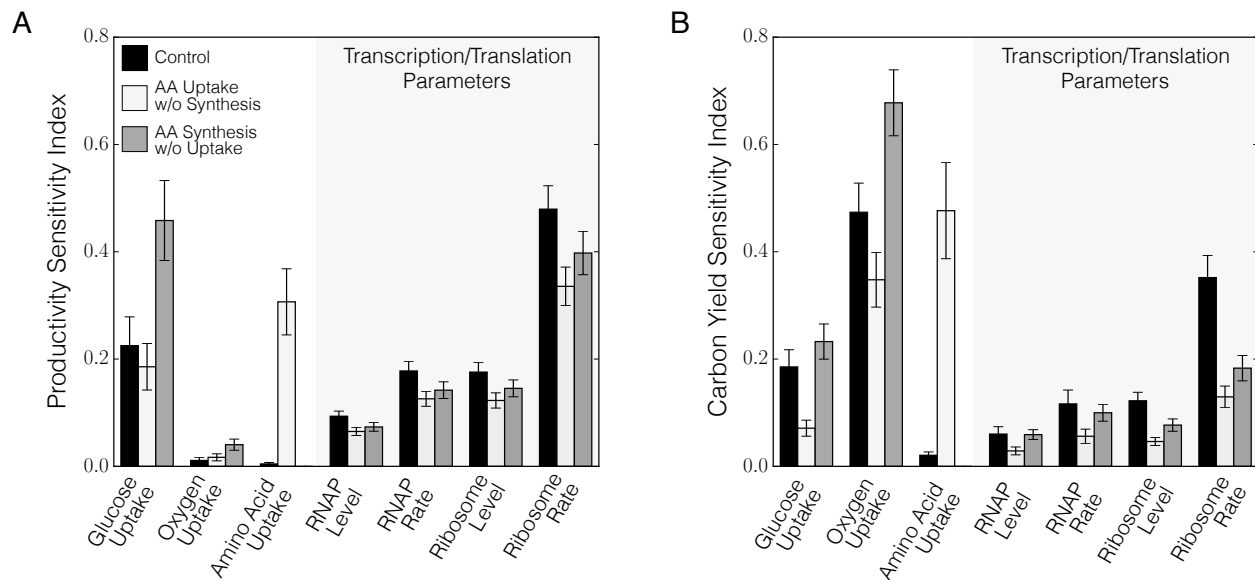 A
Productivity Sensitivity Index
0.8
0.6
0.4
0.2
0.0
Control
AA Uptake
w/o Synthesis
AA Synthesis
w/o Uptake
Transcription/Translation
Parameters
Glucose
Uptake
Oxygen
Uptake
Amino Acid
Uptake
RNAP
Level
RNAP
Rate
Ribosome
Level
Ribosome
Rate
B
Carbon Yield Sensitivity Index
0.8
0.6
0.4
0.2
0.0
Transcription/Translation
Parameters
Glucose
Uptake
Oxygen
Uptake
Amino Acid
Uptake
RNAP
Level
RNAP
Rate
Ribosome
Level
Ribosome
Rate